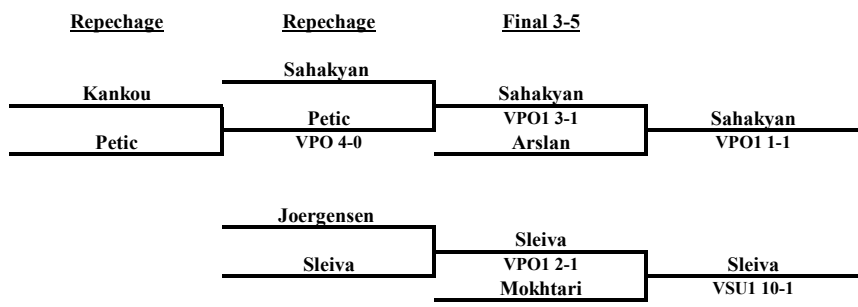 Repechage Repechage Final 3-5
Sahakyan
Kankou Sahakyan
Petic VPO1 3-1 Sahakyan
Petic VPO 4-0 Arslan VPO1 1-1
Joergensen
Sleiva
Sleiva VPO1 2-1 Sleiva
Mokhtari VSU1 10-1